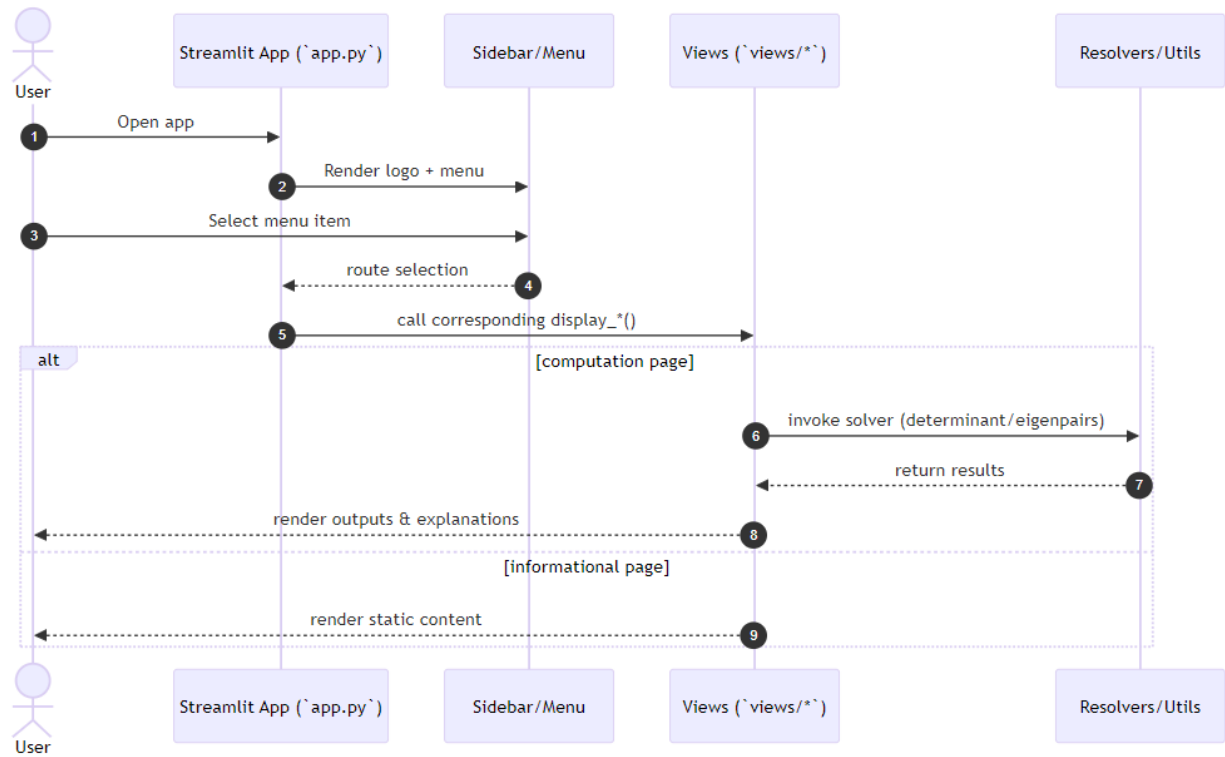 Streamlit App (`app.py`)
Sidebar/Menu
Views (`views/*`)
Resolvers/Utils
User
Open app
1
Render logo + menu
2
Select menu item
3
route selection
4
call corresponding display_*()
5
alt
[computation page]
invoke solver (determinant/eigenpairs)
6
return results
7
render outputs & explanations
8
[informational page]
render static content
9
Streamlit App (`app.py`)
Sidebar/Menu
Views (`views/*`)
Resolvers/Utils
User